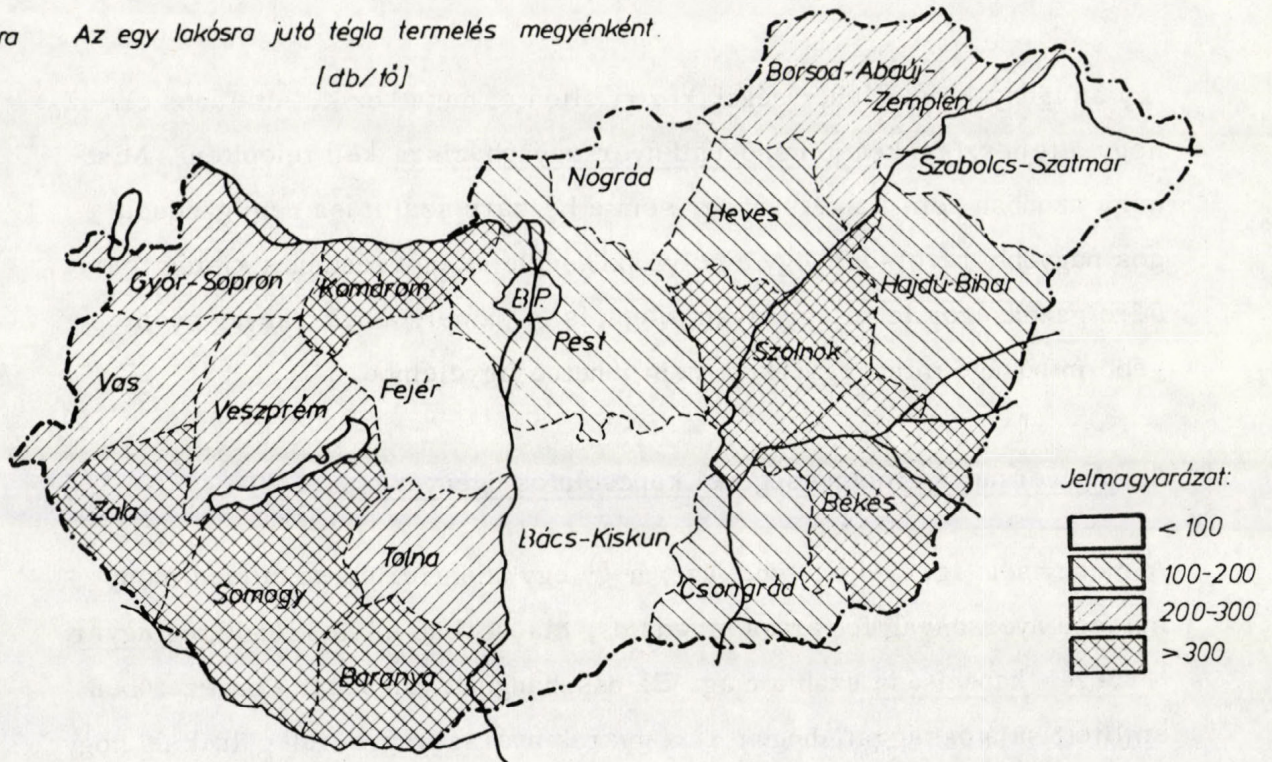 ra Az egy lakósra jutó tégla termelés megyénként.
[db/fő]
Borsod-Abaúj-
-Zemplén
Szabolcs-Szatmár
Nógrád
Heves
Győr-Sopron
Komárom
Hajdú-Bihar
BP.
Pest
Szolnok
Vas
Veszprém
Fejér
Jelmagyarázat:
Zala
Békés
< 100
Tolna
Bács-Kiskun
100-200
Somogy
Csongrád
200-300
Baranya
> 300